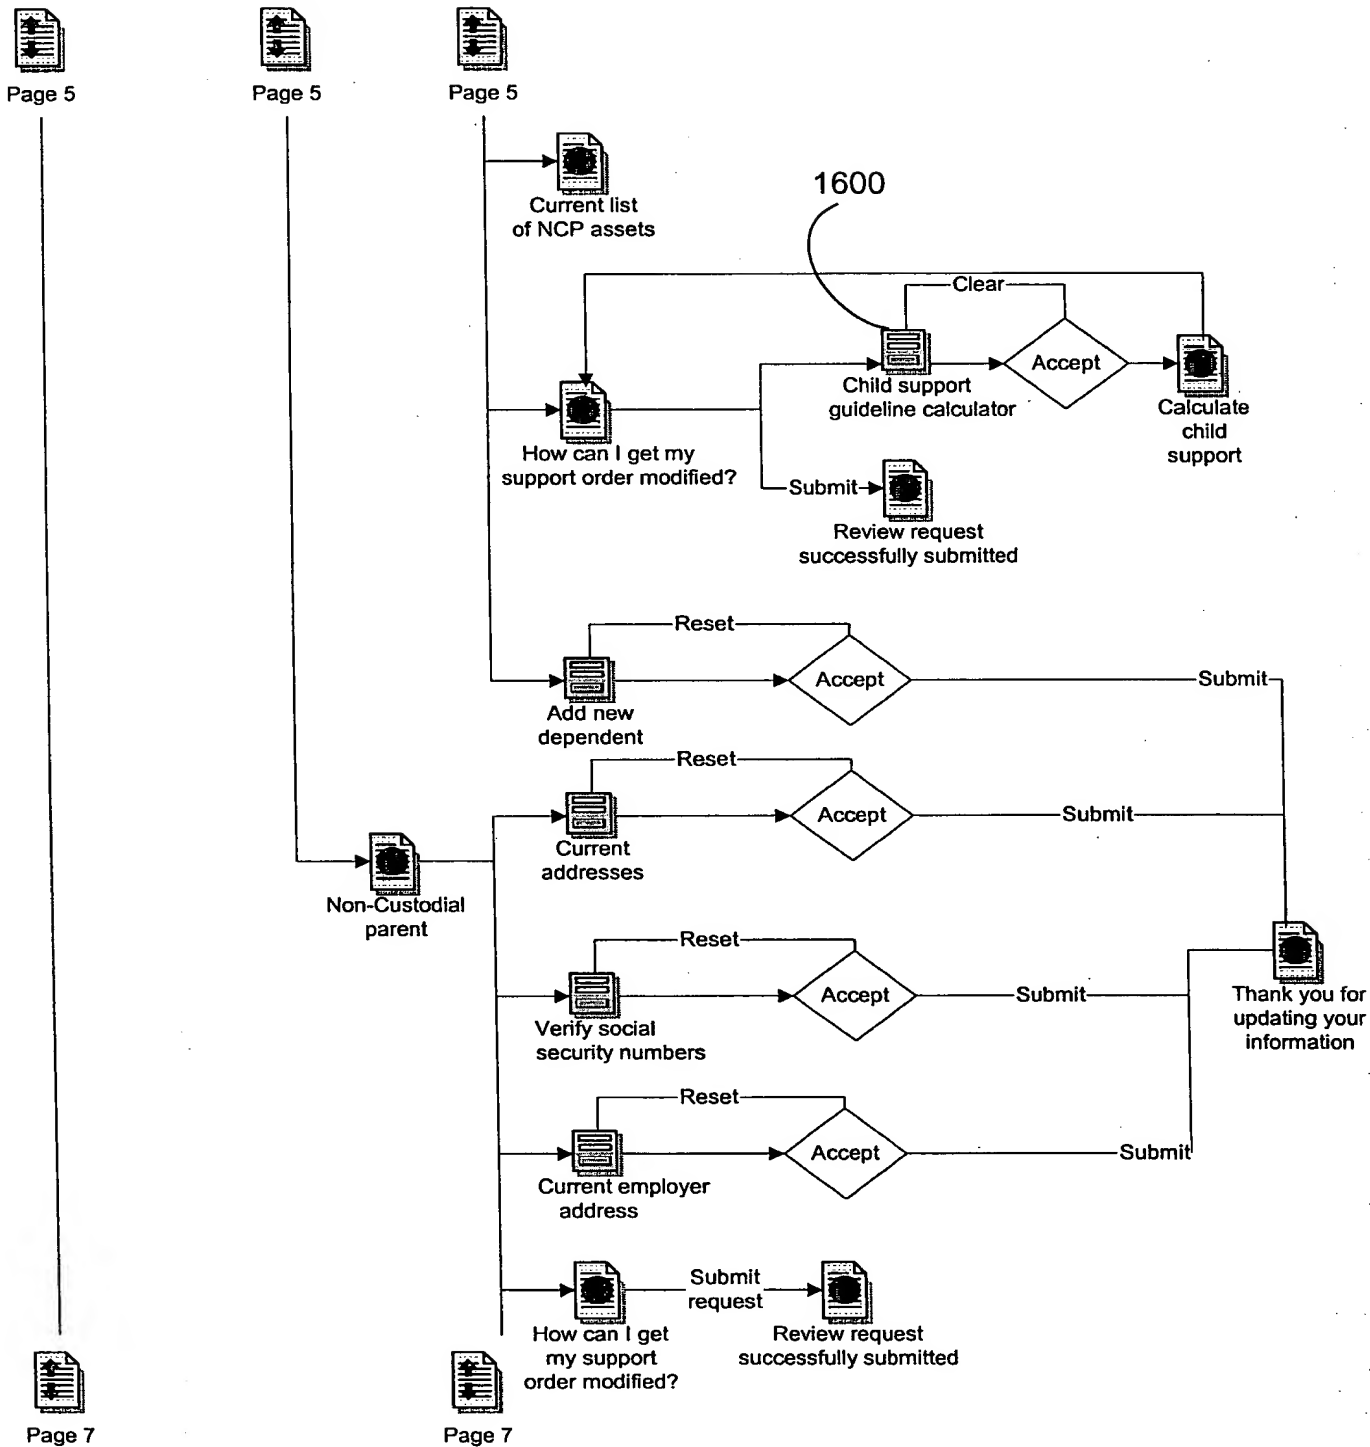 Page 5
Page 5
Page 5
Current list
of NCP assets
1600
Clear
Accept
Child support
guideline calculator
Calculate
child
support
How can I get my
support order modified?
Submit
Review request
successfully submitted
Reset
Accept
Submit
Add new
dependent
Reset
Accept
Submit
Current
addresses
Non-Custodial
parent
Reset
Accept
Submit
Verify social
security numbers
Thank you for
updating your
information
Reset
Accept
Submit
Current employer
address
Submit
request
How can I get
my support
order modified?
Review request
successfully submitted
Page 7
Page 7